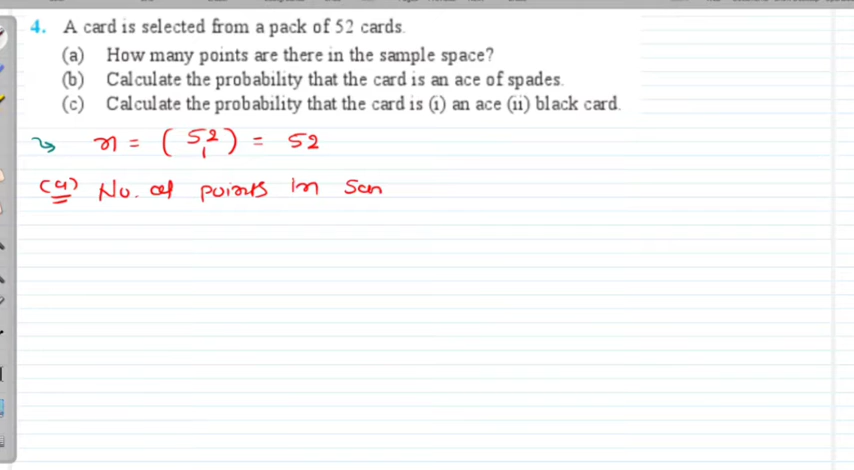 4. A card is selected from a pack of 52 cards.
(a) How many points are there in the sample space?
(b) Calculate the probability that the card is an ace of spades.
(c) Calculate the probability that the card is (i) an ace (ii) black card.
n = (52 1) = 52
(a) No. of points in sam